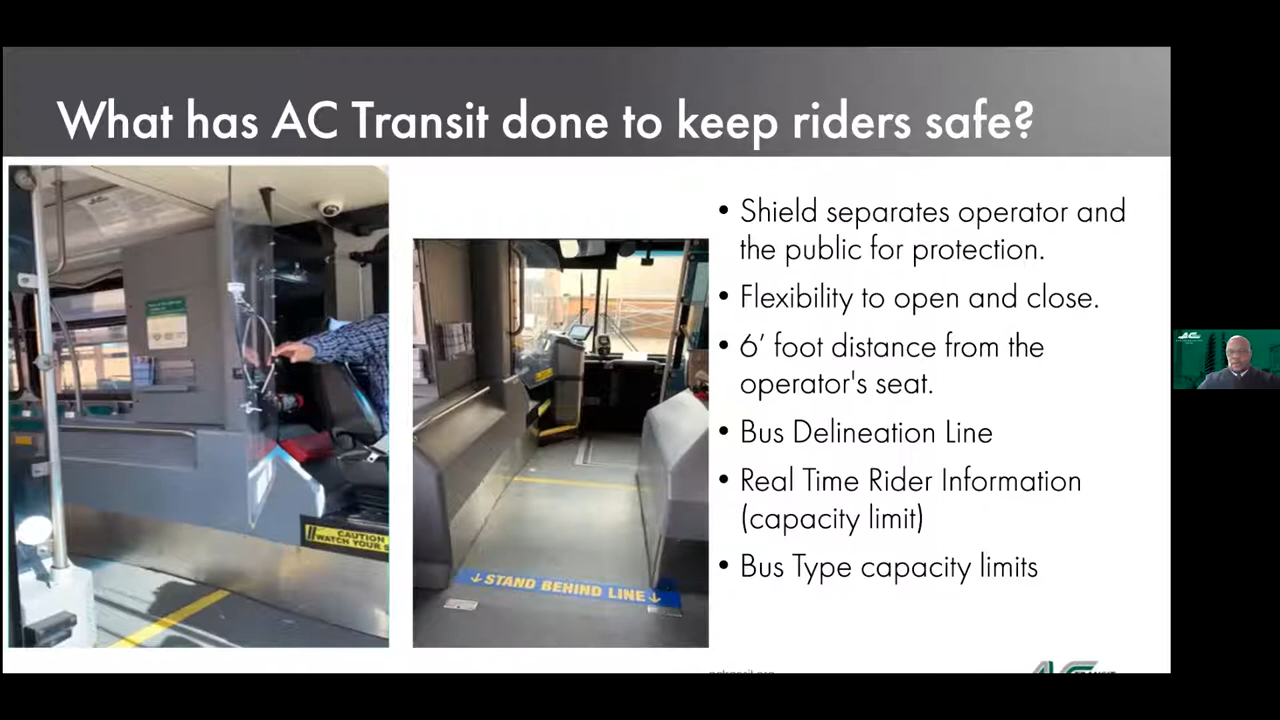 What has AC Transit done to keep riders safe?
• Shield separates operator and
the public for protection.
• Flexibility to open and close.
• 6’ foot distance from the
operator's seat.
• Bus Delineation Line
• Real Time Rider Information
(capacity limit)
• Bus Type capacity limits
CAUTION
WATCH YOUR S
↓ STAND BEHIND LINE ↓
TRANSIT